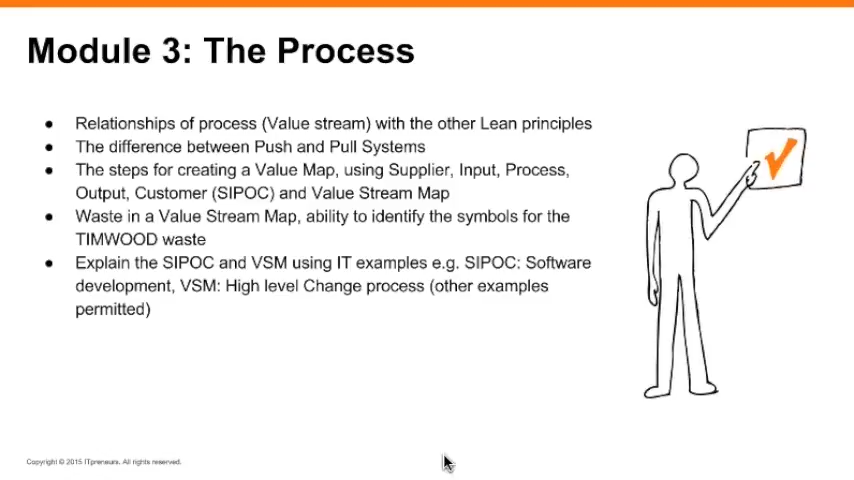 Module 3: The Process
● Relationships of process (Value stream) with the other Lean principles
● The difference between Push and Pull Systems
● The steps for creating a Value Map, using Supplier, Input, Process,
Output, Customer (SIPOC) and Value Stream Map
● Waste in a Value Stream Map, ability to identify the symbols for the
TIMWOOD waste
● Explain the SIPOC and VSM using IT examples e.g. SIPOC: Software
development, VSM: High level Change process (other examples
permitted)
Copyright © 2015 ITpreneurs. All rights reserved.